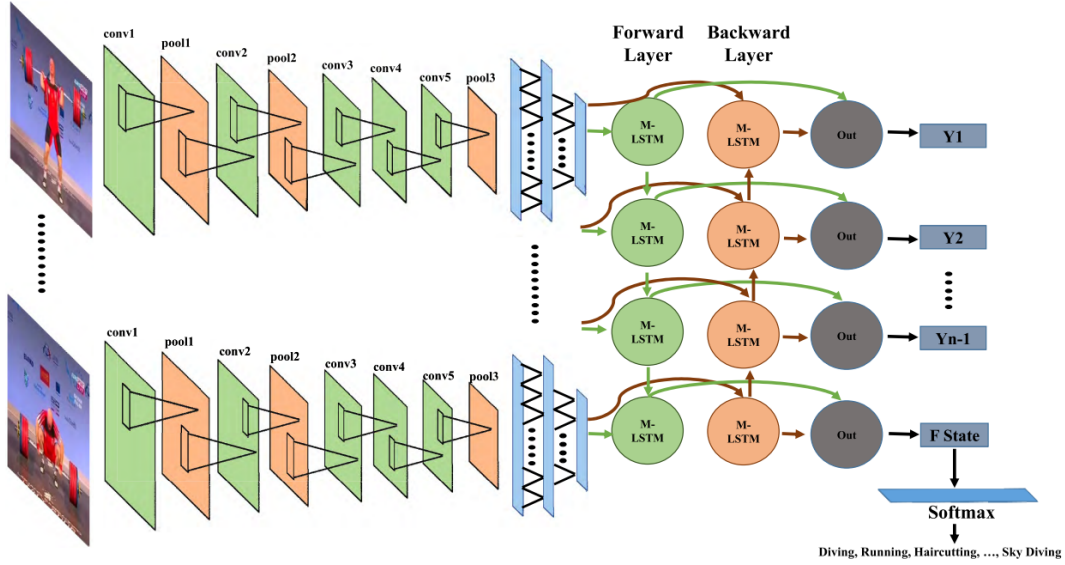 conv1
pool1
conv2
pool2
conv3
conv4
conv5
pool3
Forward
Layer
Backward
Layer
M-
LSTM
M-
LSTM
Out
Y1
M-
LSTM
M-
LSTM
Out
Y2
M-
LSTM
M-
LSTM
Out
Yn-1
conv1
pool1
conv2
pool2
conv3
conv4
conv5
pool3
M-
LSTM
M-
LSTM
Out
F State
Softmax
Diving, Running, Haircutting, ..., Sky Diving